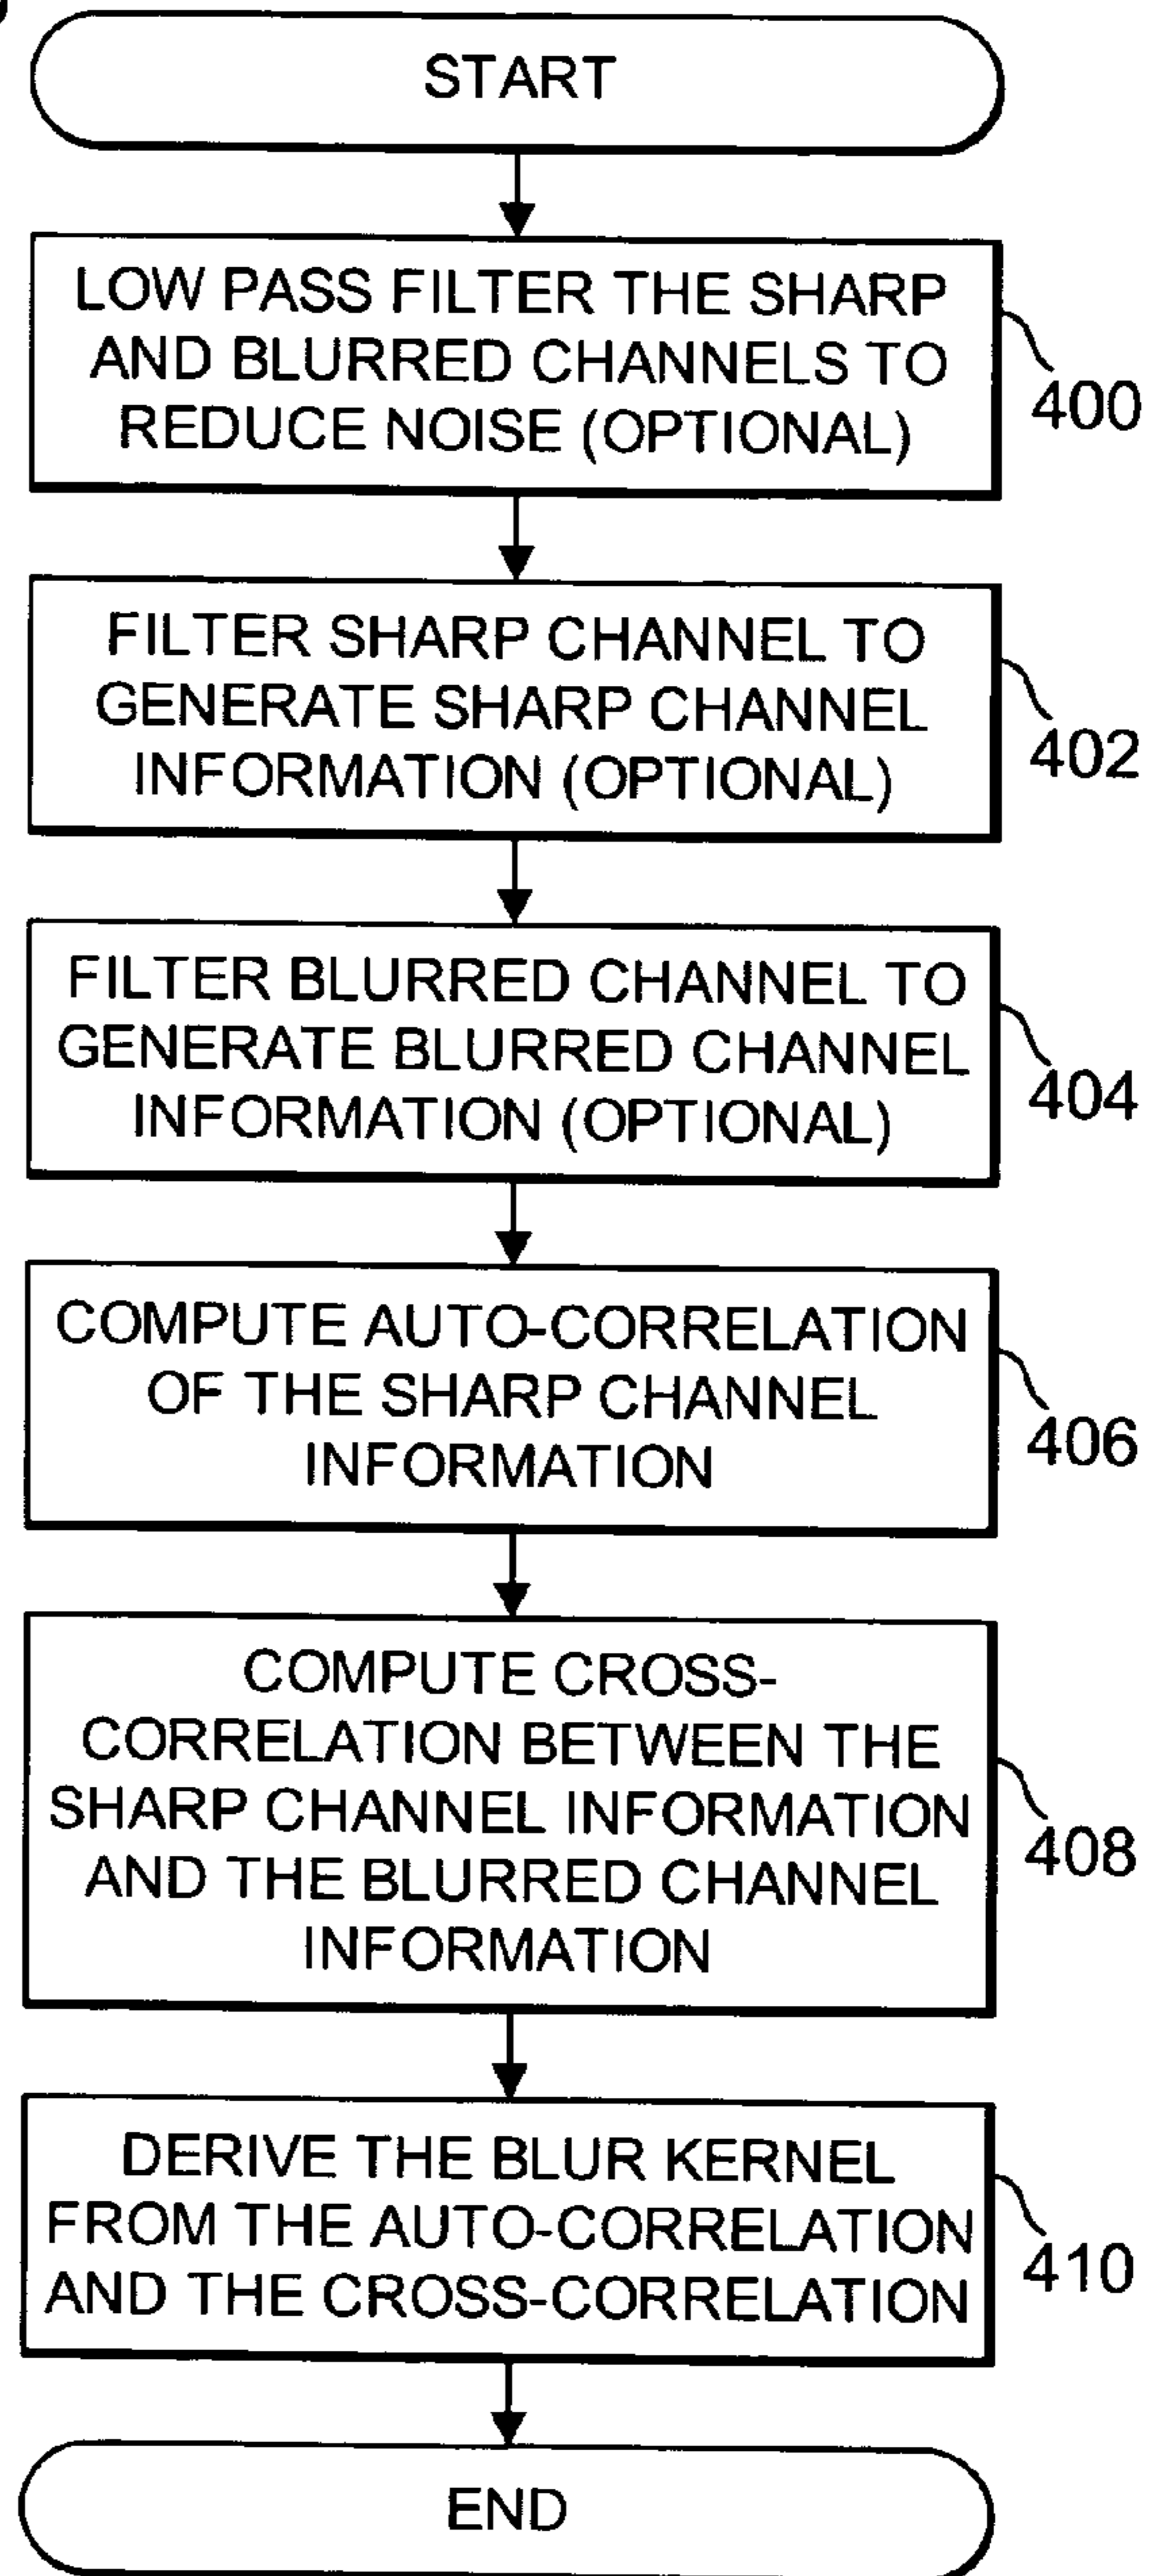 START
LOW PASS FILTER THE SHARP
AND BLURRED CHANNELS TO
REDUCE NOISE (OPTIONAL)
400
FILTER SHARP CHANNEL TO
GENERATE SHARP CHANNEL
INFORMATION (OPTIONAL)
402
FILTER BLURRED CHANNEL TO
GENERATE BLURRED CHANNEL
INFORMATION (OPTIONAL)
404
COMPUTE AUTO-CORRELATION
OF THE SHARP CHANNEL
INFORMATION
406
COMPUTE CROSS-
CORRELATION BETWEEN THE
SHARP CHANNEL INFORMATION
AND THE BLURRED CHANNEL
INFORMATION
408
DERIVE THE BLUR KERNEL
FROM THE AUTO-CORRELATION
AND THE CROSS-CORRELATION
410
END